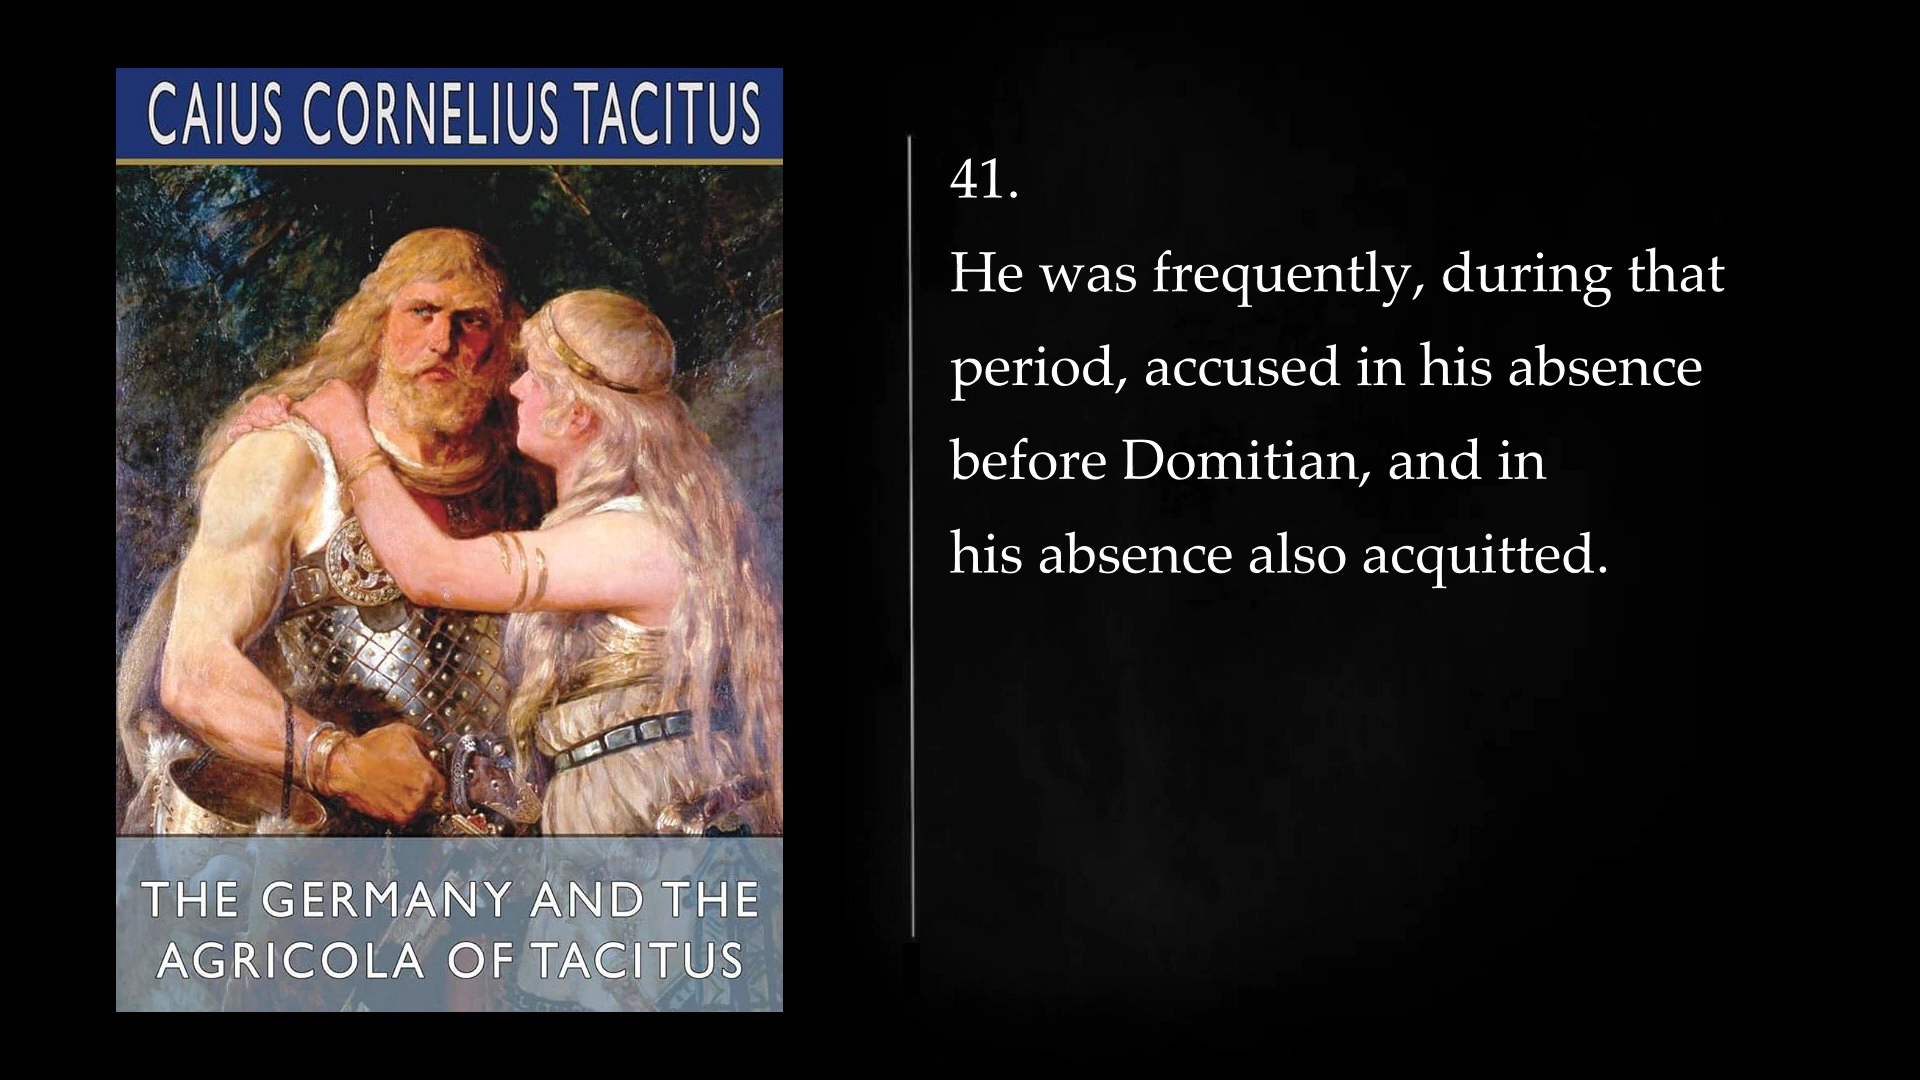 CAIUS CORNELIUS TACITUS
THE GERMANY AND THE
AGRICOLA OF TACITUS
41.
He was frequently, during that
period, accused in his absence
before Domitian, and in
his absence also acquitted.